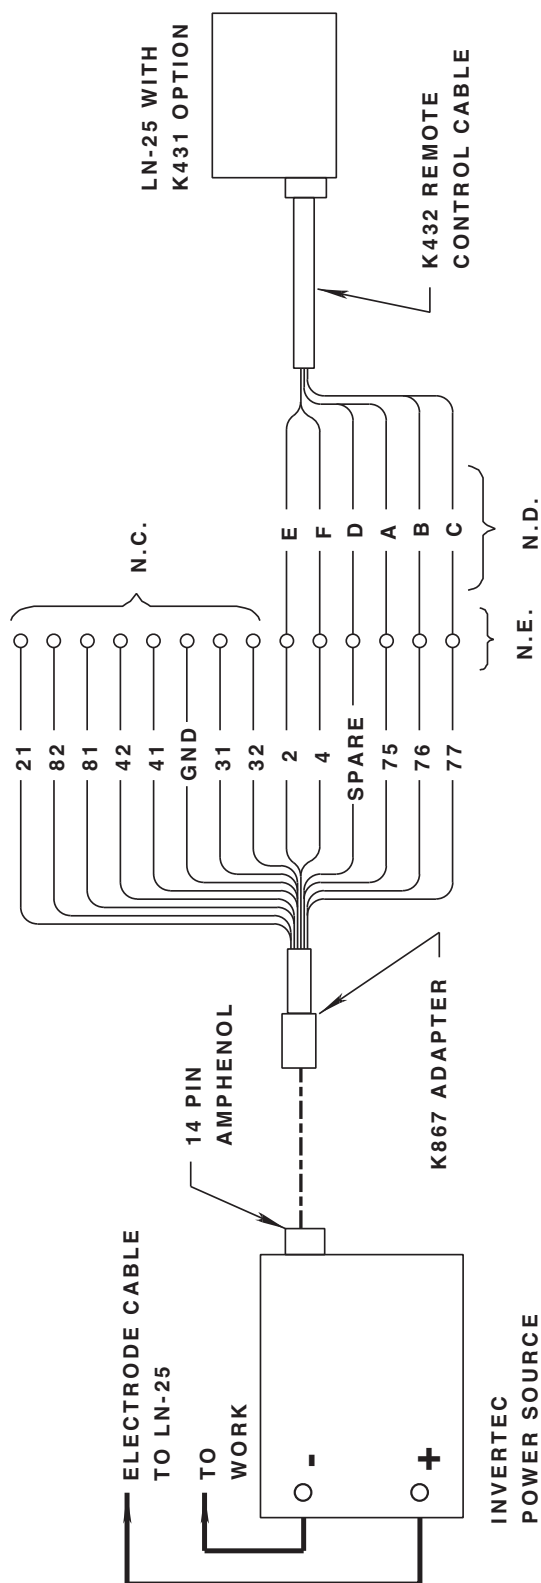 ELECTRODE CABLE
TO LN-25
TO
WORK
-
+
INVERTEC
POWER SOURCE
14 PIN
AMPHENOL
K867 ADAPTER
21
82
81
42
41
GND
31
32
2
4
SPARE
75
76
77
N.C.
N.E.
E
F
D
A
B
C
N.D.
LN-25 WITH
K431 OPTION
K432 REMOTE
CONTROL CABLE